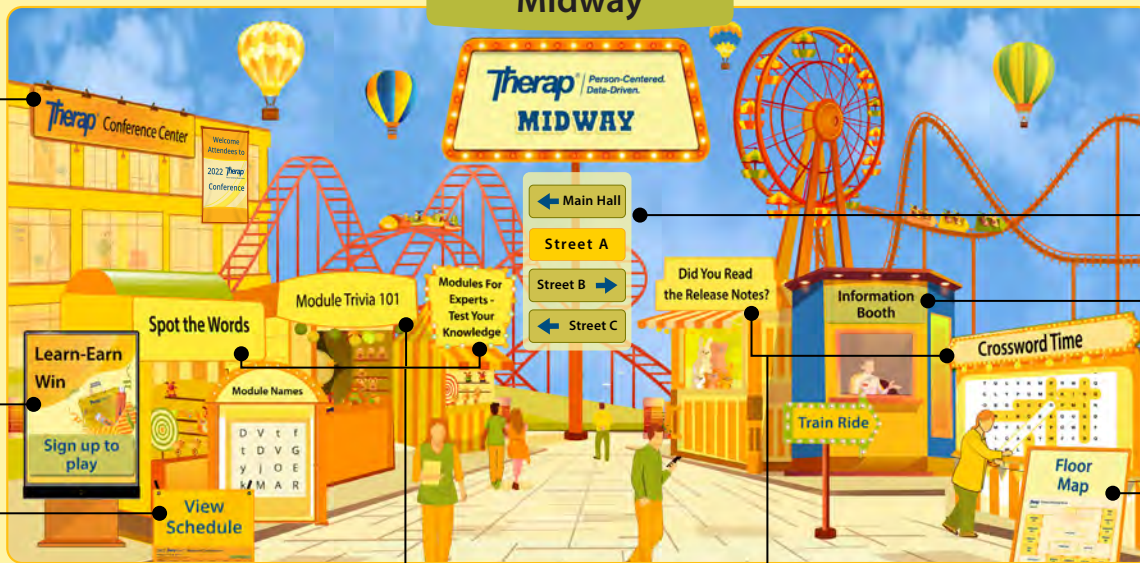 Midway
Therap® Person-Centered.
Data-Driven.
MIDWAY
Therap® Conference Center
Welcome
Attendees to
2022 Therap
Conference
Main Hall
Street A
Street B
Street C
Did You Read
the Release Notes?
Information
Booth
Modules For
Experts -
Test Your
Knowledge
Module Trivia 101
Spot the Words
Learn-Earn
Win
Sign up to
play
Module Names
D V t f
t D V G
y j O E
k M A R
View
Schedule
Train Ride
Crossword Time
Floor
Map